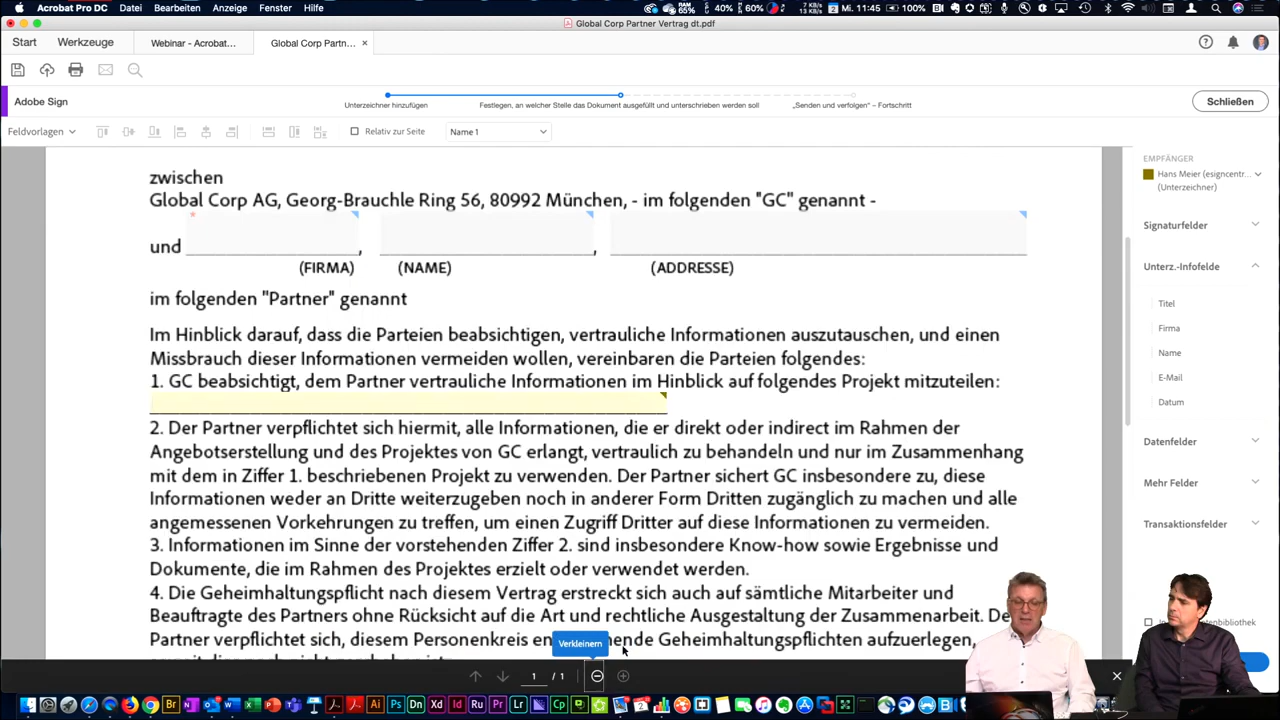 Acrobat Pro DC Datei Bearbeiten Anzeige Fenster Hilfe
Mi. 11:45
100%
Global Corp Partner Vertrag dt.pdf
Start Werkzeuge Webinar - Acrobat... Global Corp Partn... ×
Adobe Sign
Unterzeichner hinzufügen
Festlegen, an welcher Stelle das Dokument ausgefüllt und unterschrieben werden soll
„Senden und verfolgen“ – Fortschritt
Schließen
Feldvorlagen
Relativ zur Seite
Name 1
zwischen
Global Corp AG, Georg-Brauchle Ring 56, 80992 München, - im folgenden "GC" genannt -
*
und , ,
(FIRMA) (NAME) (ADDRESSE)
im folgenden "Partner" genannt
Im Hinblick darauf, dass die Parteien beabsichtigen, vertrauliche Informationen auszutauschen, und einen
Missbrauch dieser Informationen vermeiden wollen, vereinbaren die Parteien folgendes:
1. GC beabsichtigt, dem Partner vertrauliche Informationen im Hinblick auf folgendes Projekt mitzuteilen:
2. Der Partner verpflichtet sich hiermit, alle Informationen, die er direkt oder indirect im Rahmen der
Angebotserstellung und des Projektes von GC erlangt, vertraulich zu behandeln und nur im Zusammenhang
mit dem in Ziffer 1. beschriebenen Projekt zu verwenden. Der Partner sichert GC insbesondere zu, diese
Informationen weder an Dritte weiterzugeben noch in anderer Form Dritten zugänglich zu machen und alle
angemessenen Vorkehrungen zu treffen, um einen Zugriff Dritter auf diese Informationen zu vermeiden.
3. Informationen im Sinne der vorstehenden Ziffer 2. sind insbesondere Know-how sowie Ergebnisse und
Dokumente, die im Rahmen des Projektes erzielt oder verwendet werden.
4. Die Geheimhaltungspflicht nach diesem Vertrag erstreckt sich auch auf sämtliche Mitarbeiter und
Beauftragte des Partners ohne Rücksicht auf die Art und rechtliche Ausgestaltung der Zusammenarbeit. De
Partner verpflichtet sich, diesem Personenkreis en hende Geheimhaltungspflichten aufzuerlegen,
Verkleinern
1 / 1
EMPFÄNGER
Hans Meier (esigncentr...
(Unterzeichner)
Signaturfelder
Unterz.-Infofelde
Titel
Firma
Name
E-Mail
Datum
Datenfelder
Mehr Felder
Transaktionsfelder
Br Ai Ps Dn Xd Id Ru Pr Lr Cp